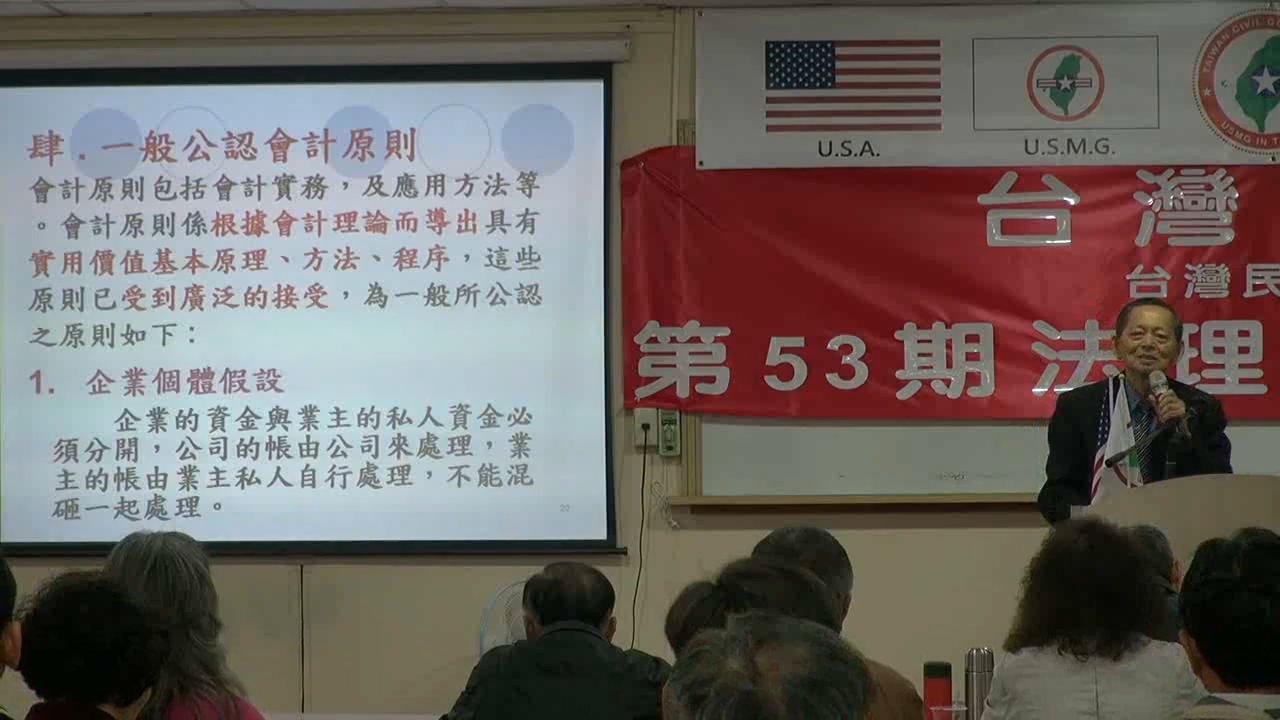 肆.一般公認會計原則
會計原則包括會計實務，及應用方法等
。會計原則係根據會計理論而導出具有
實用價值基本原理、方法、程序，這些
原則已受到廣泛的接受，為一般所公認
之原則如下：
1. 企業個體假設
企業的資金與業主的私人資金必
須分開，公司的帳由公司來處理，業
主的帳由業主私人自行處理，不能混
砸一起處理。
20
U.S.A.
U.S.M.G.
TAIWAN CIVIL GO
USMG IN T
台灣
台灣民
第53期法理